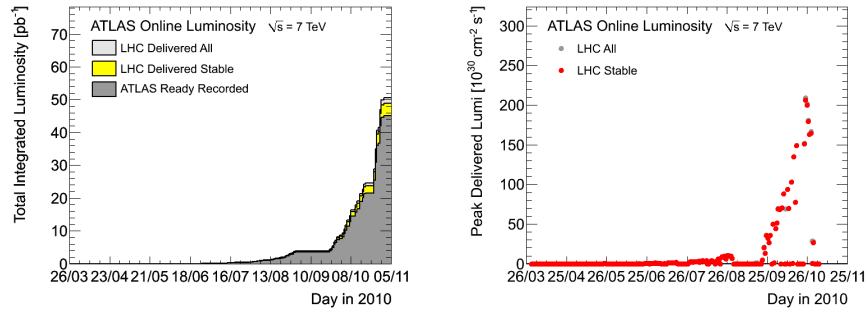 ATLAS Online Luminosity √s = 7 TeV
LHC Delivered All
LHC Delivered Stable
ATLAS Ready Recorded
Total Integrated Luminosity [pb⁻¹]
70
60
50
40
30
20
10
0
26/03 23/04 21/05 18/06 16/07 13/08 10/09 08/10 05/11
Day in 2010
ATLAS Online Luminosity √s = 7 TeV
LHC All
LHC Stable
Peak Delivered Lumi [10³⁰ cm⁻² s⁻¹]
300
250
200
150
100
50
0
26/03 25/04 26/05 25/06 26/07 26/08 25/09 26/10 25/11
Day in 2010